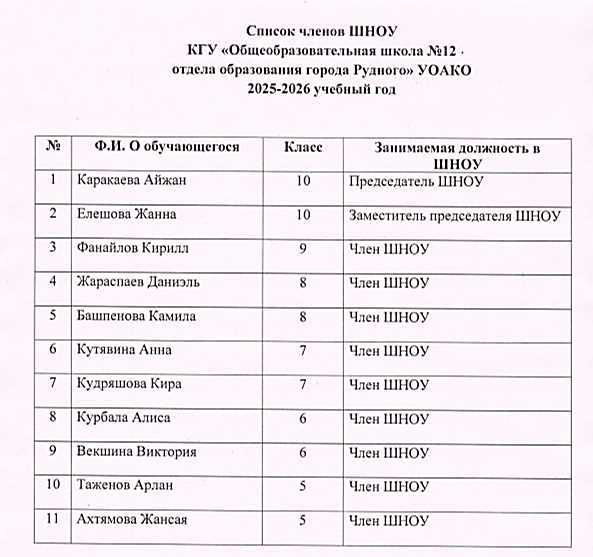 Список членов ШНОУ
КГУ «Общеобразовательная школа №12
отдела образования города Рудного» УОАКО
2025-2026 учебный год
№ Ф.И. О обучающегося Класс Занимаемая должность в
ШНОУ
1 Каракаева Айжан 10 Председатель ШНОУ
2 Елешова Жанна 10 Заместитель председателя ШНОУ
3 Фанайлов Кирилл 9 Член ШНОУ
4 Жараспаев Даниэль 8 Член ШНОУ
5 Башпенова Камила 8 Член ШНОУ
6 Кутявина Анна 7 Член ШНОУ
7 Кудряшова Кира 7 Член ШНОУ
8 Курбала Алиса 6 Член ШНОУ
9 Векшина Виктория 6 Член ШНОУ
10 Таженов Арлан 5 Член ШНОУ
11 Ахтямова Жансая 5 Член ШНОУ